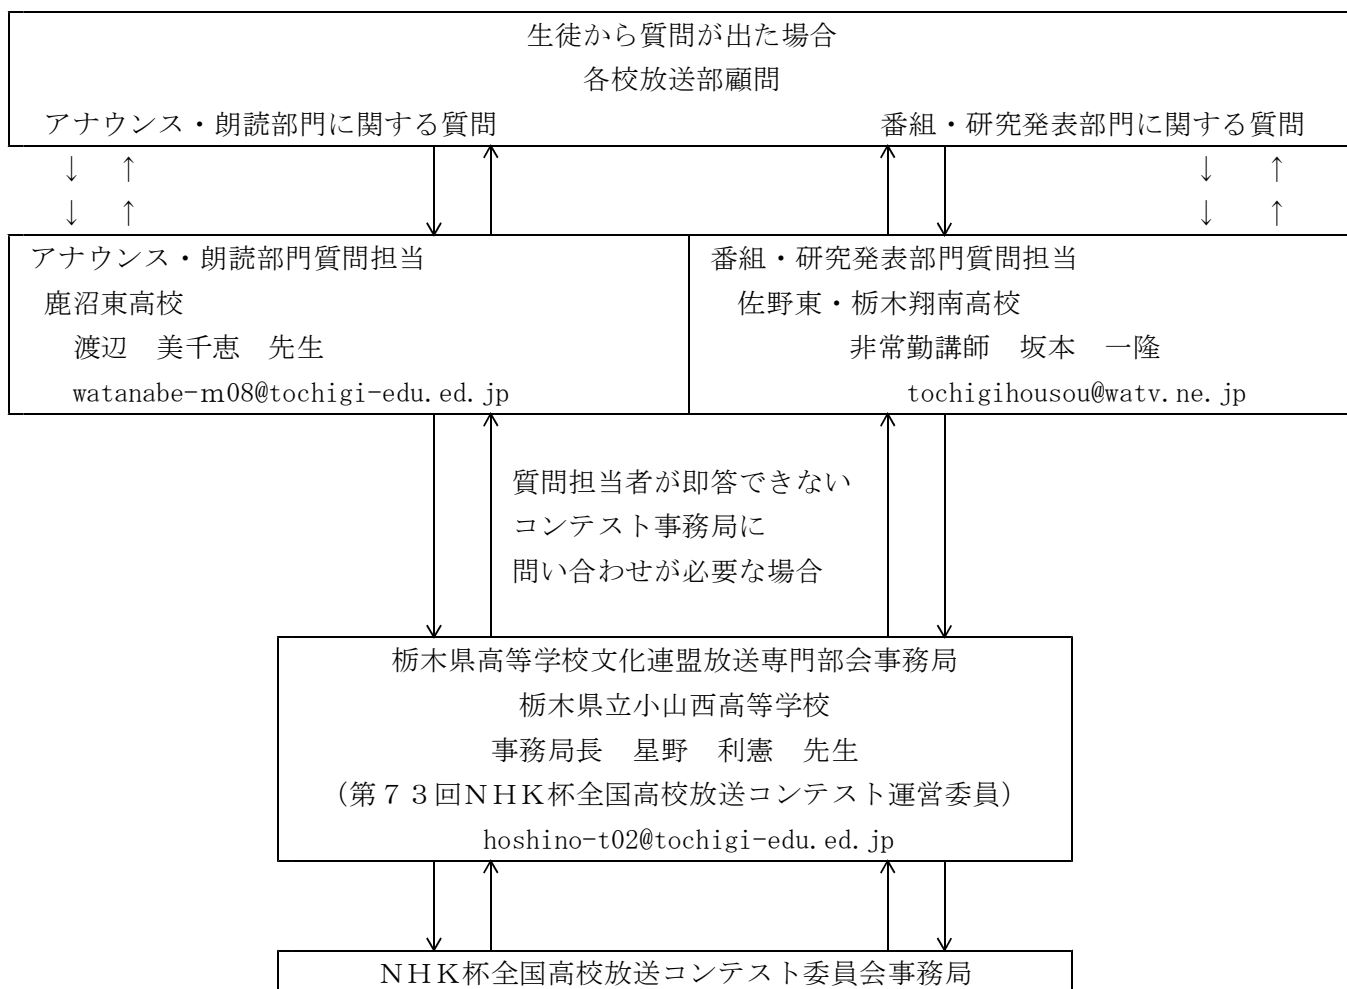 生徒から質問が出た場合
各校放送部顧問
アナウンス・朗読部門に関する質問　番組・研究発表部門に関する質問
↓　↑　↓　↑
↓　↑　↓　↑
アナウンス・朗読部門質問担当
鹿沼東高校
渡辺　美千恵　先生
watanabe-m08@tochigi-edu.ed.jp
番組・研究発表部門質問担当
佐野東・栃木翔南高校
非常勤講師　坂本　一隆
tochigihousou@watv.ne.jp
質問担当者が即答できない
コンテスト事務局に
問い合わせが必要な場合
栃木県高等学校文化連盟放送専門部会事務局
栃木県立小山西高等学校
事務局長　星野　利憲　先生
（第７３回ＮＨＫ杯全国高校放送コンテスト運営委員）
hoshino-t02@tochigi-edu.ed.jp
ＮＨＫ杯全国高校放送コンテスト委員会事務局